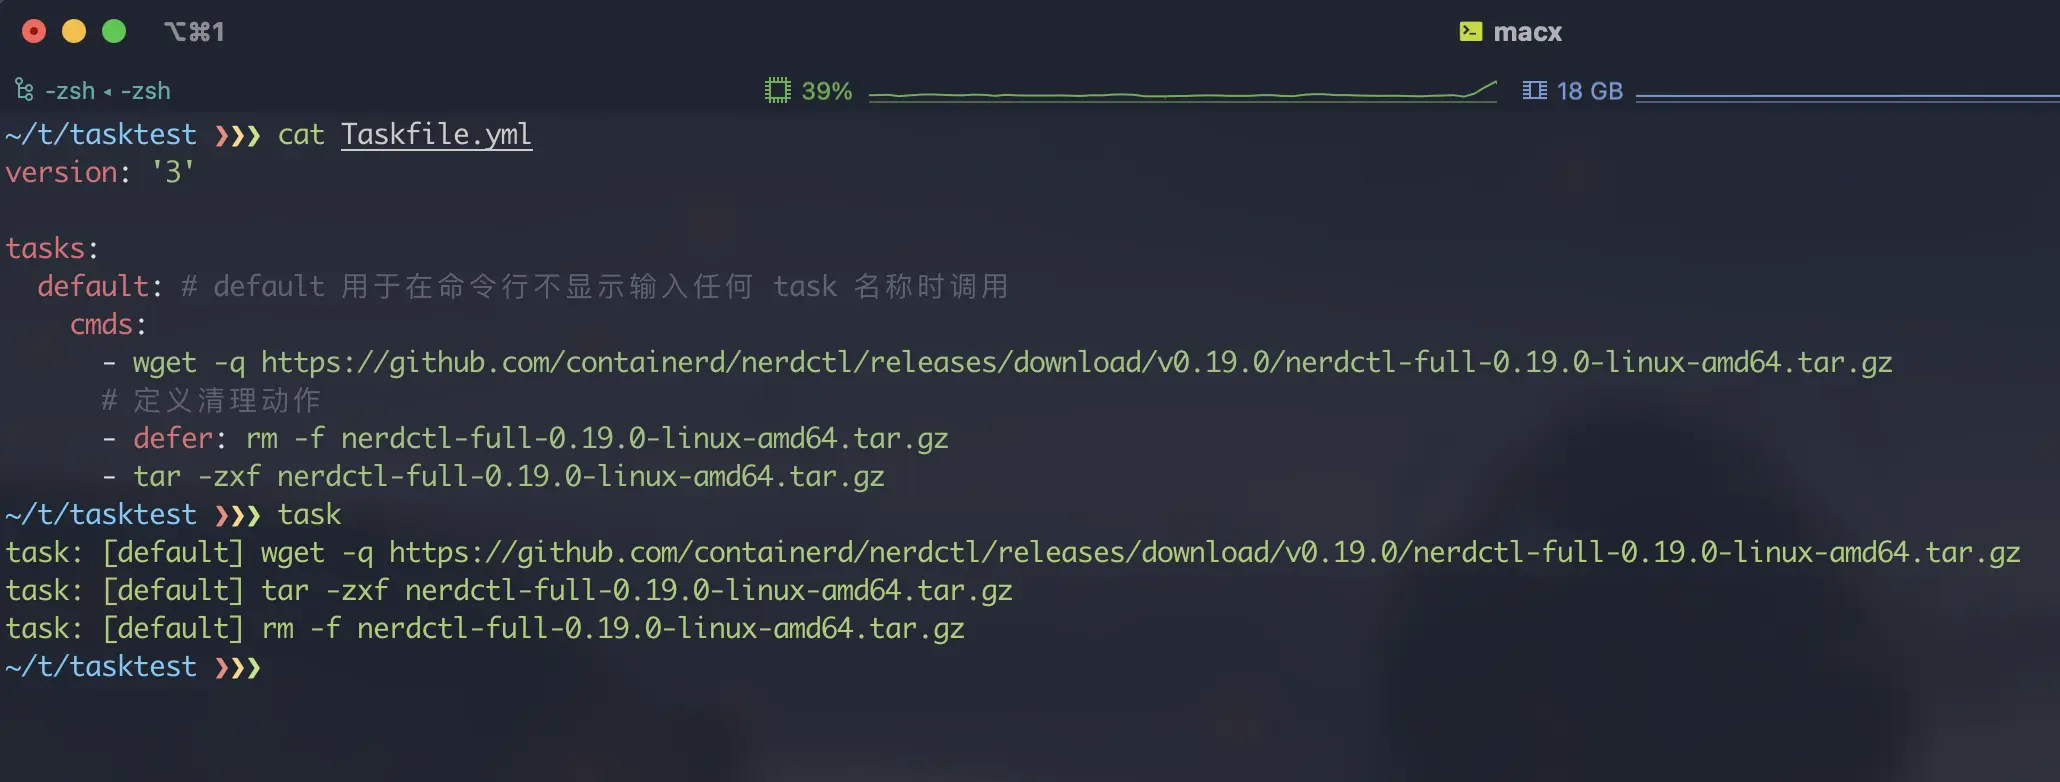 ⌥⌘1
macx
-zsh ◂ -zsh
39%
18 GB
~/t/tasktest ❯❯❯ cat Taskfile.yml
version: '3'
tasks:
  default: # default 用于在命令行不显示输入任何 task 名称时调用
    cmds:
      - wget -q https://github.com/containerd/nerdctl/releases/download/v0.19.0/nerdctl-full-0.19.0-linux-amd64.tar.gz
      # 定义清理动作
      - defer: rm -f nerdctl-full-0.19.0-linux-amd64.tar.gz
      - tar -zxf nerdctl-full-0.19.0-linux-amd64.tar.gz
~/t/tasktest ❯❯❯ task
task: [default] wget -q https://github.com/containerd/nerdctl/releases/download/v0.19.0/nerdctl-full-0.19.0-linux-amd64.tar.gz
task: [default] tar -zxf nerdctl-full-0.19.0-linux-amd64.tar.gz
task: [default] rm -f nerdctl-full-0.19.0-linux-amd64.tar.gz
~/t/tasktest ❯❯❯